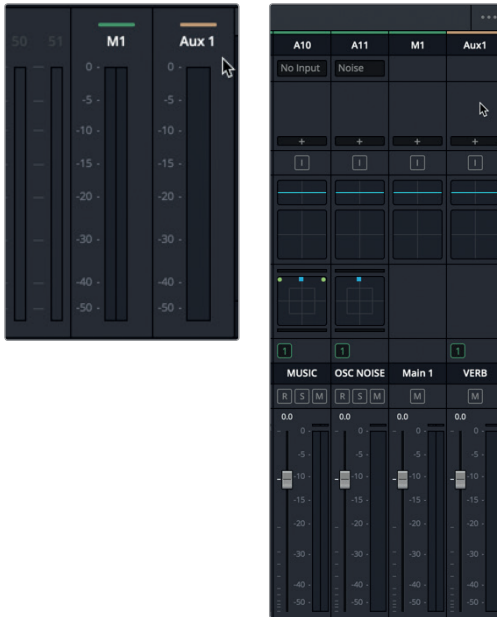 50 51 M1 Aux 1
0 - 0 -
-5 - -5 -
-10 - -10 -
-15 - -15 -
-20 - -20 -
-30 - -30 -
-40 - -40 -
-50 - -50 -
A10 A11 M1 Aux1
No Input Noise
+ + + +
I I I I
1 1 1
MUSIC OSC NOISE Main 1 VERB
R S M R S M M M
0.0 0.0 0.0 0.0
0 - 0 - 0 - 0 -
-5 - -5 - -5 - -5 -
-10 - -10 - -10 - -10 -
-15 - -15 - -15 - -15 -
-20 - -20 - -20 - -20 -
-30 - -30 - -30 - -30 -
-40 - -40 - -40 - -40 -
-50 - -50 - -50 - -50 -